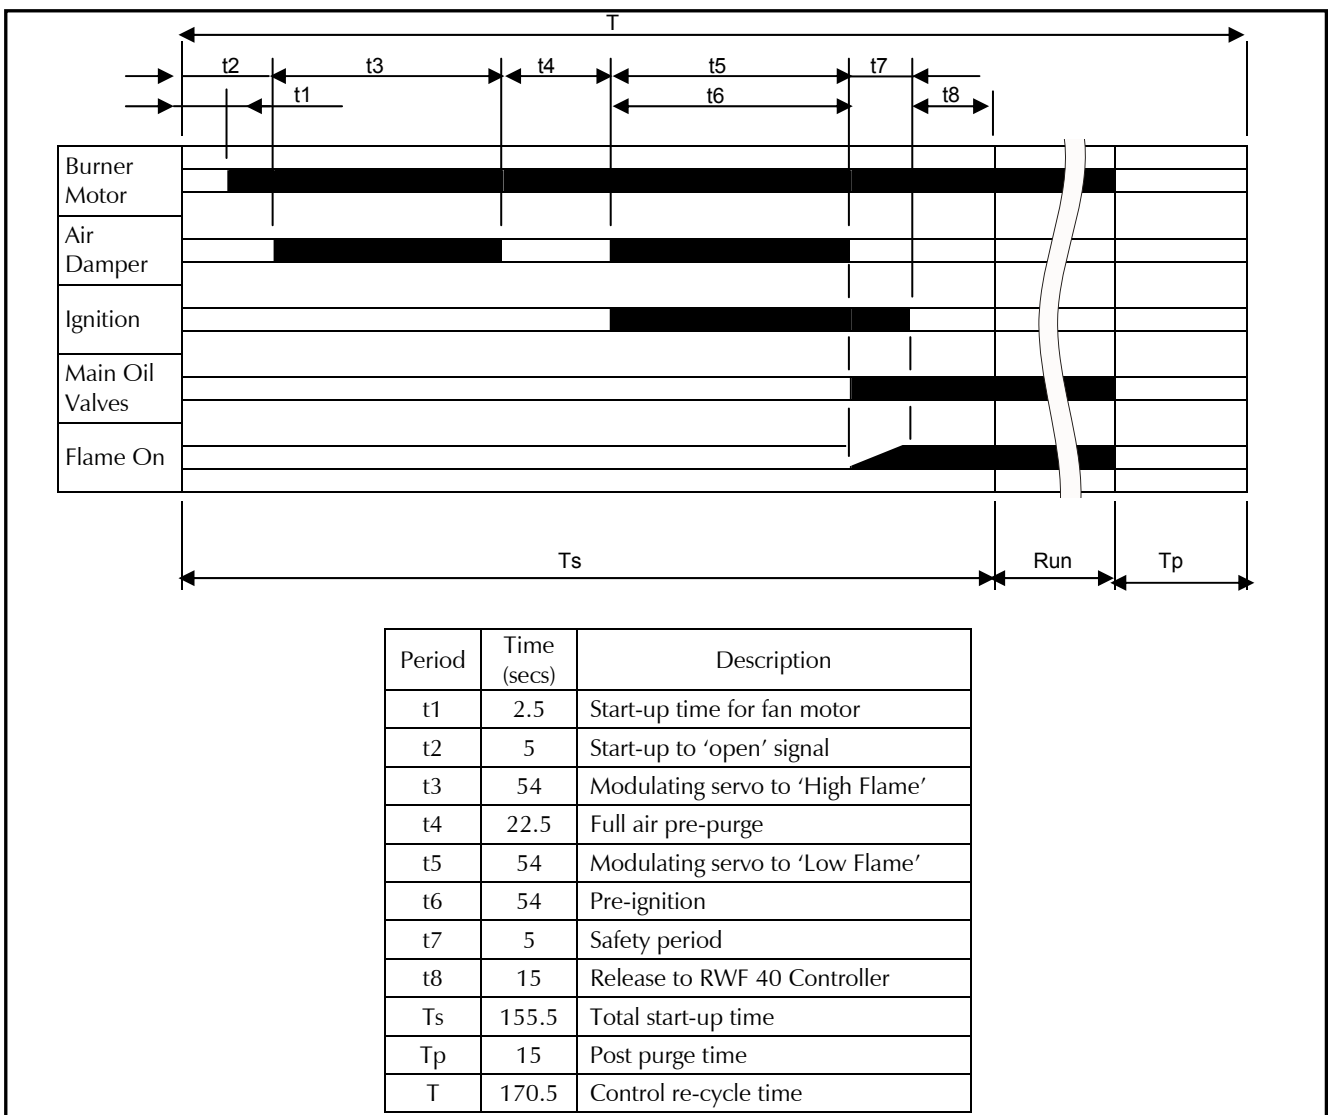 T
t2 t3 t4 t5 t7
t1 t6 t8
Burner
Motor
Air
Damper
Ignition
Main Oil
Valves
Flame On
Ts Run Tp
Period Time (secs) Description
t1 2.5 Start-up time for fan motor
t2 5 Start-up to ‘open’ signal
t3 54 Modulating servo to ‘High Flame’
t4 22.5 Full air pre-purge
t5 54 Modulating servo to ‘Low Flame’
t6 54 Pre-ignition
t7 5 Safety period
t8 15 Release to RWF 40 Controller
Ts 155.5 Total start-up time
Tp 15 Post purge time
T 170.5 Control re-cycle time